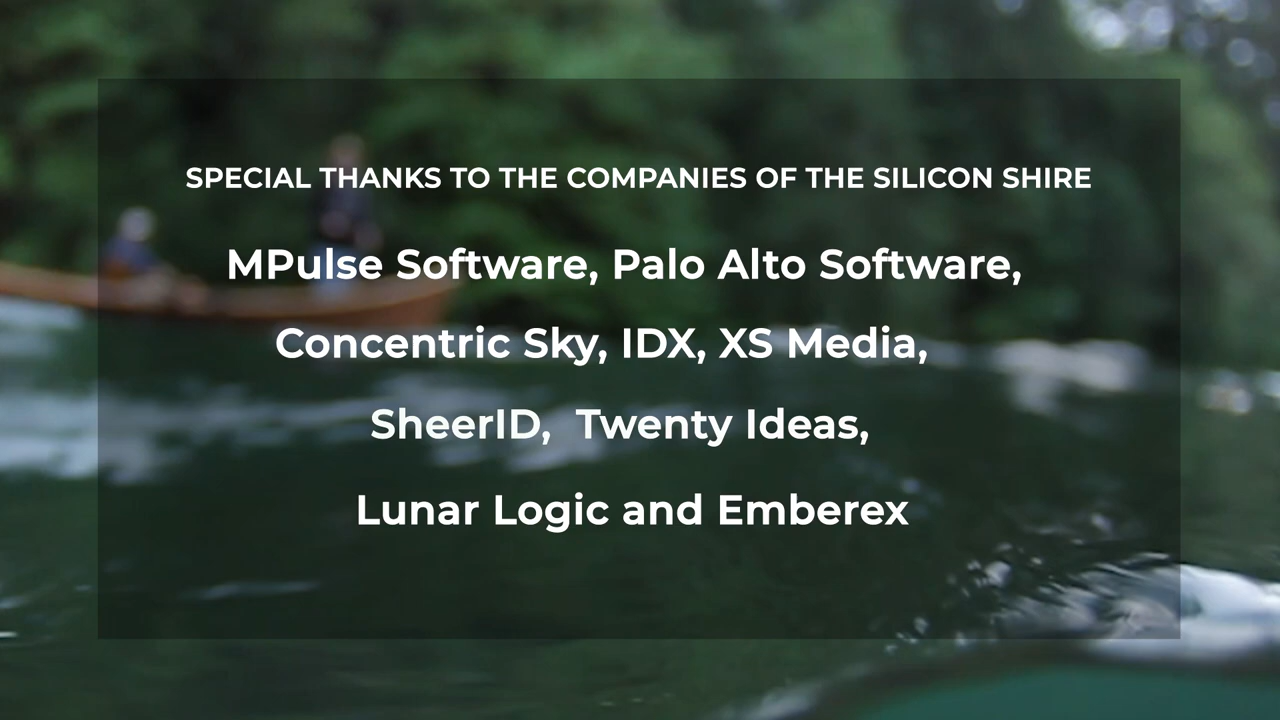 SPECIAL THANKS TO THE COMPANIES OF THE SILICON SHIRE
MPulse Software, Palo Alto Software,
Concentric Sky, IDX, XS Media,
SheerID,  Twenty Ideas,
Lunar Logic and Emberex